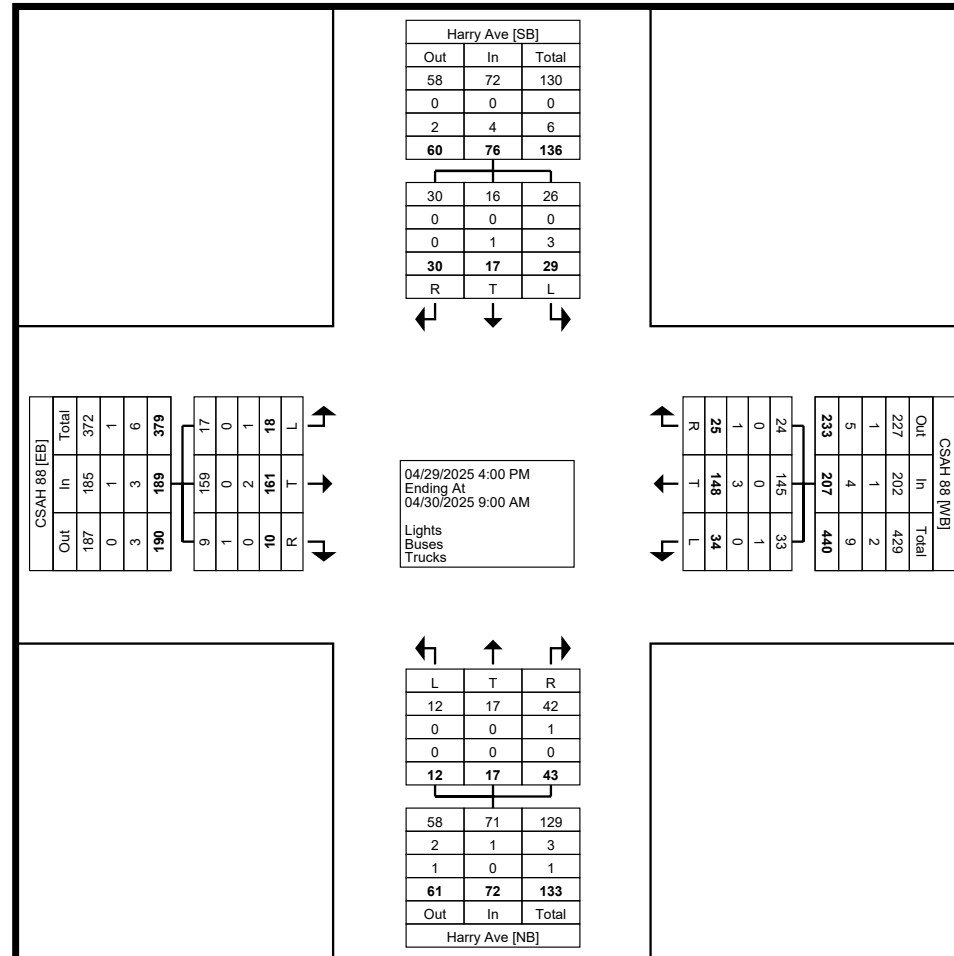 Harry Ave [SB]
Out In Total
58 72 130
0 0 0
2 4 6
60 76 136
30 16 26
0 0 0
0 1 3
30 17 29
R T L
CSAH 88 [EB]
Total In Out
372 185 187
1 1 0
6 3 3
379 189 190
17 159 9
0 0 1
1 2 0
18 161 10
L T R
04/29/2025 4:00 PM
Ending At
04/30/2025 9:00 AM
Lights
Buses
Trucks
CSAH 88 [WB]
Out In Total
227 202 429
1 1 2
5 4 9
233 207 440
24 145 33
0 0 1
1 3 0
25 148 34
R T L
L T R
12 17 42
0 0 1
0 0 0
12 17 43
58 71 129
2 1 3
1 0 1
61 72 133
Out In Total
Harry Ave [NB]